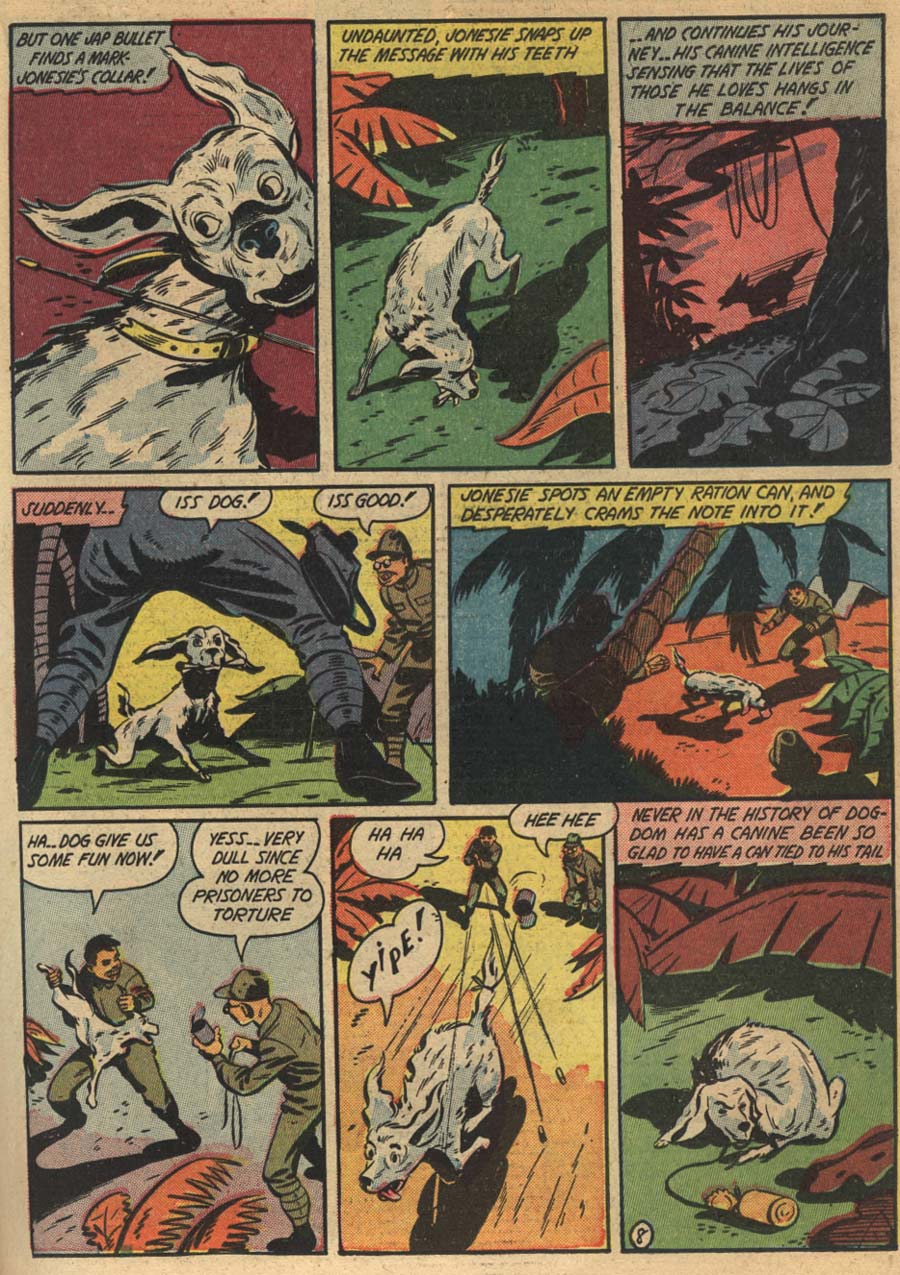 BUT ONE JAP BULLET
FINDS A MARK-
JONESIE'S COLLAR!
UNDAUNTED, JONESIE SNAPS UP
THE MESSAGE WITH HIS TEETH
...AND CONTINUES HIS JOUR-
NEY...HIS CANINE INTELLIGENCE
SENSING THAT THE LIVES OF
THOSE HE LOVES HANGS IN
THE BALANCE!
SUDDENLY...
ISS DOG!
ISS GOOD!
JONESIE SPOTS AN EMPTY RATION CAN, AND
DESPERATELY CRAMS THE NOTE INTO IT!
HA...DOG GIVE US
SOME FUN NOW!
YESS...VERY
DULL SINCE
NO MORE
PRISONERS TO
TORTURE
HA HA
HA
HEE HEE
YIPE!
NEVER IN THE HISTORY OF DOG-
DOM HAS A CANINE BEEN SO
GLAD TO HAVE A CAN TIED TO HIS TAIL
8